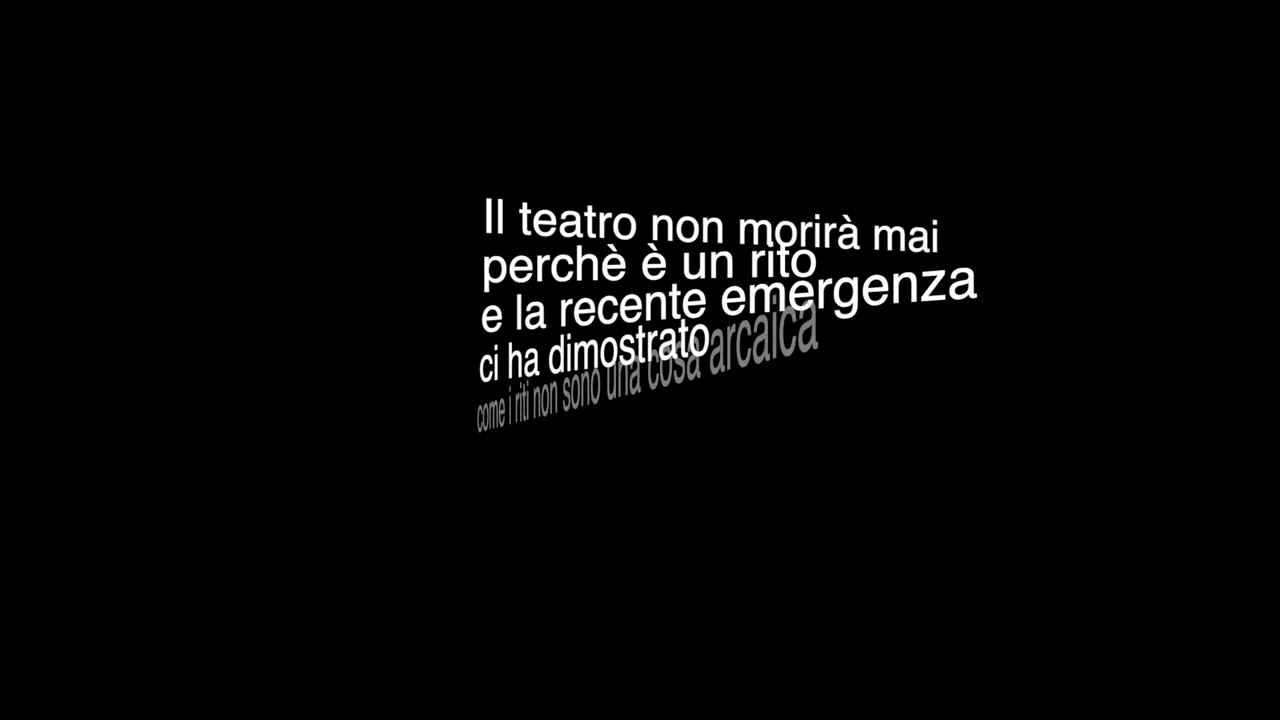 Il teatro non morirà mai
perchè è un rito
e la recente emergenza
ci ha dimostrato
come i riti non sono una cosa arcaica